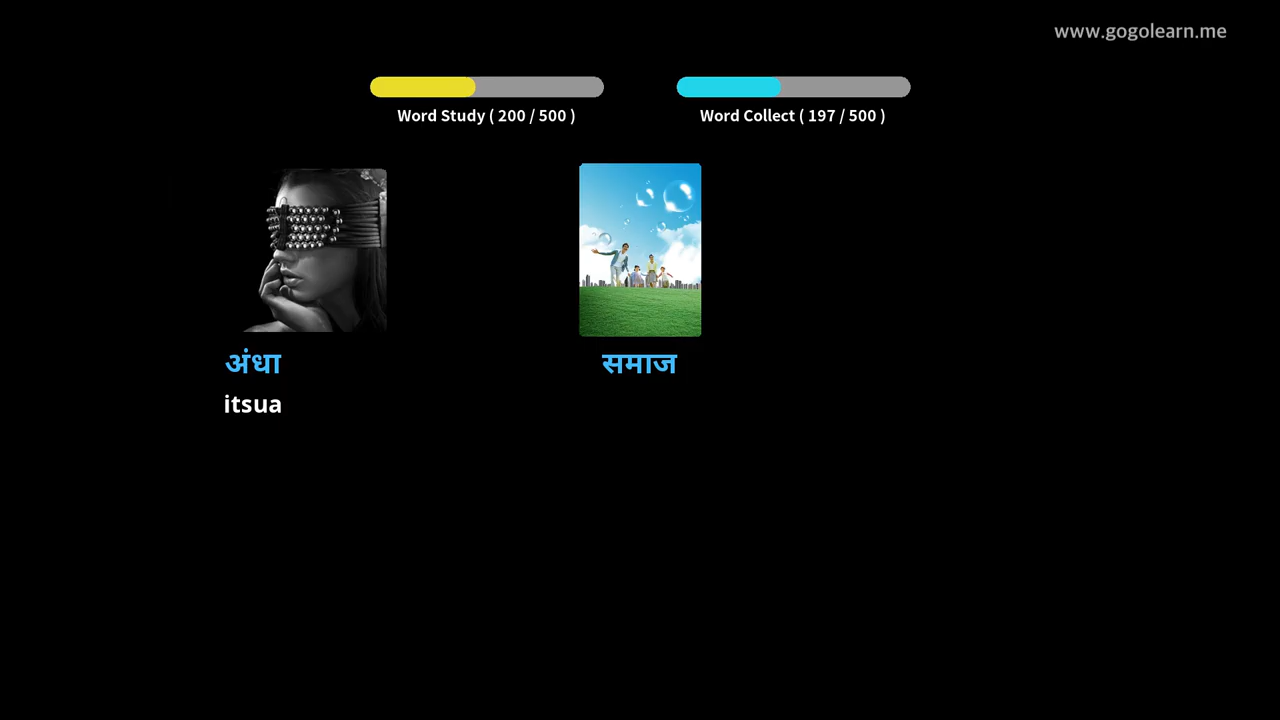 www.gogolearn.me
Word Study ( 200 / 500 )
Word Collect ( 197 / 500 )
अंधा
समाज
itsua